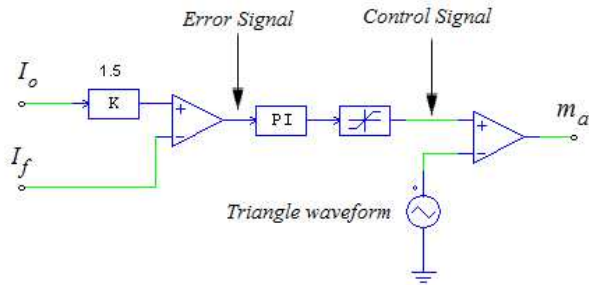 Error Signal
Control Signal
1.5
I_o
K
PI
m_a
I_f
Triangle waveform